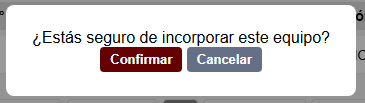 ¿Estás seguro de incorporar este equipo?
Confirmar Cancelar